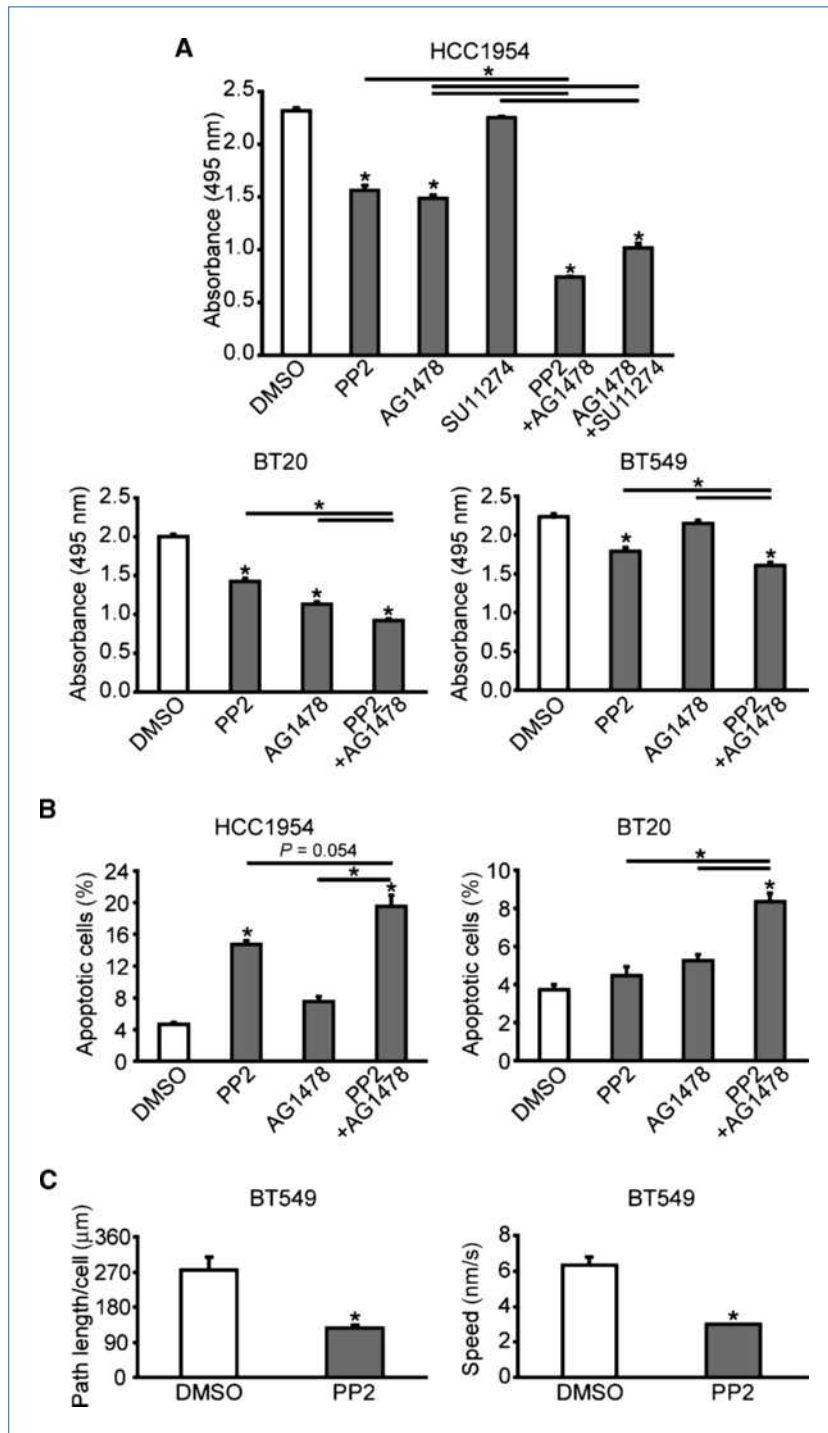 A
HCC1954
*
2.5
2.0
1.5
1.0
0.5
0.0
Absorbance (495 nm)
*
*
*
*
DMSO
PP2
AG1478
SU11274
PP2
+AG1478
AG1478
+SU11274
BT20
*
2.5
2.0
1.5
1.0
0.5
0.0
Absorbance (495 nm)
*
*
*
DMSO
PP2
AG1478
PP2
+AG1478
BT549
*
2.5
2.0
1.5
1.0
0.5
0.0
Absorbance (495 nm)
*
*
DMSO
PP2
AG1478
PP2
+AG1478
B
HCC1954
P = 0.054
*
24
20
16
12
8
4
0
Apoptotic cells (%)
*
*
DMSO
PP2
AG1478
PP2
+AG1478
BT20
*
10
8
6
4
2
0
Apoptotic cells (%)
*
DMSO
PP2
AG1478
PP2
+AG1478
C
BT549
360
270
180
90
0
Path length/cell (μm)
*
DMSO
PP2
BT549
8
6
4
2
0
Speed (nm/s)
*
DMSO
PP2